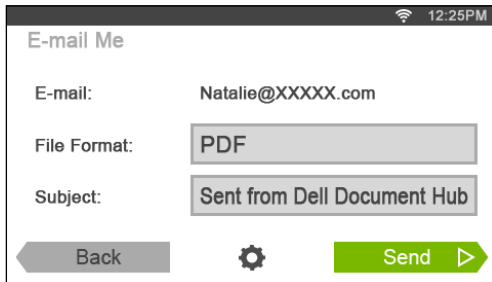 12:25PM
E-mail Me
E-mail: Natalie@XXXXX.com
File Format: PDF
Subject: Sent from Dell Document Hub
Back Send